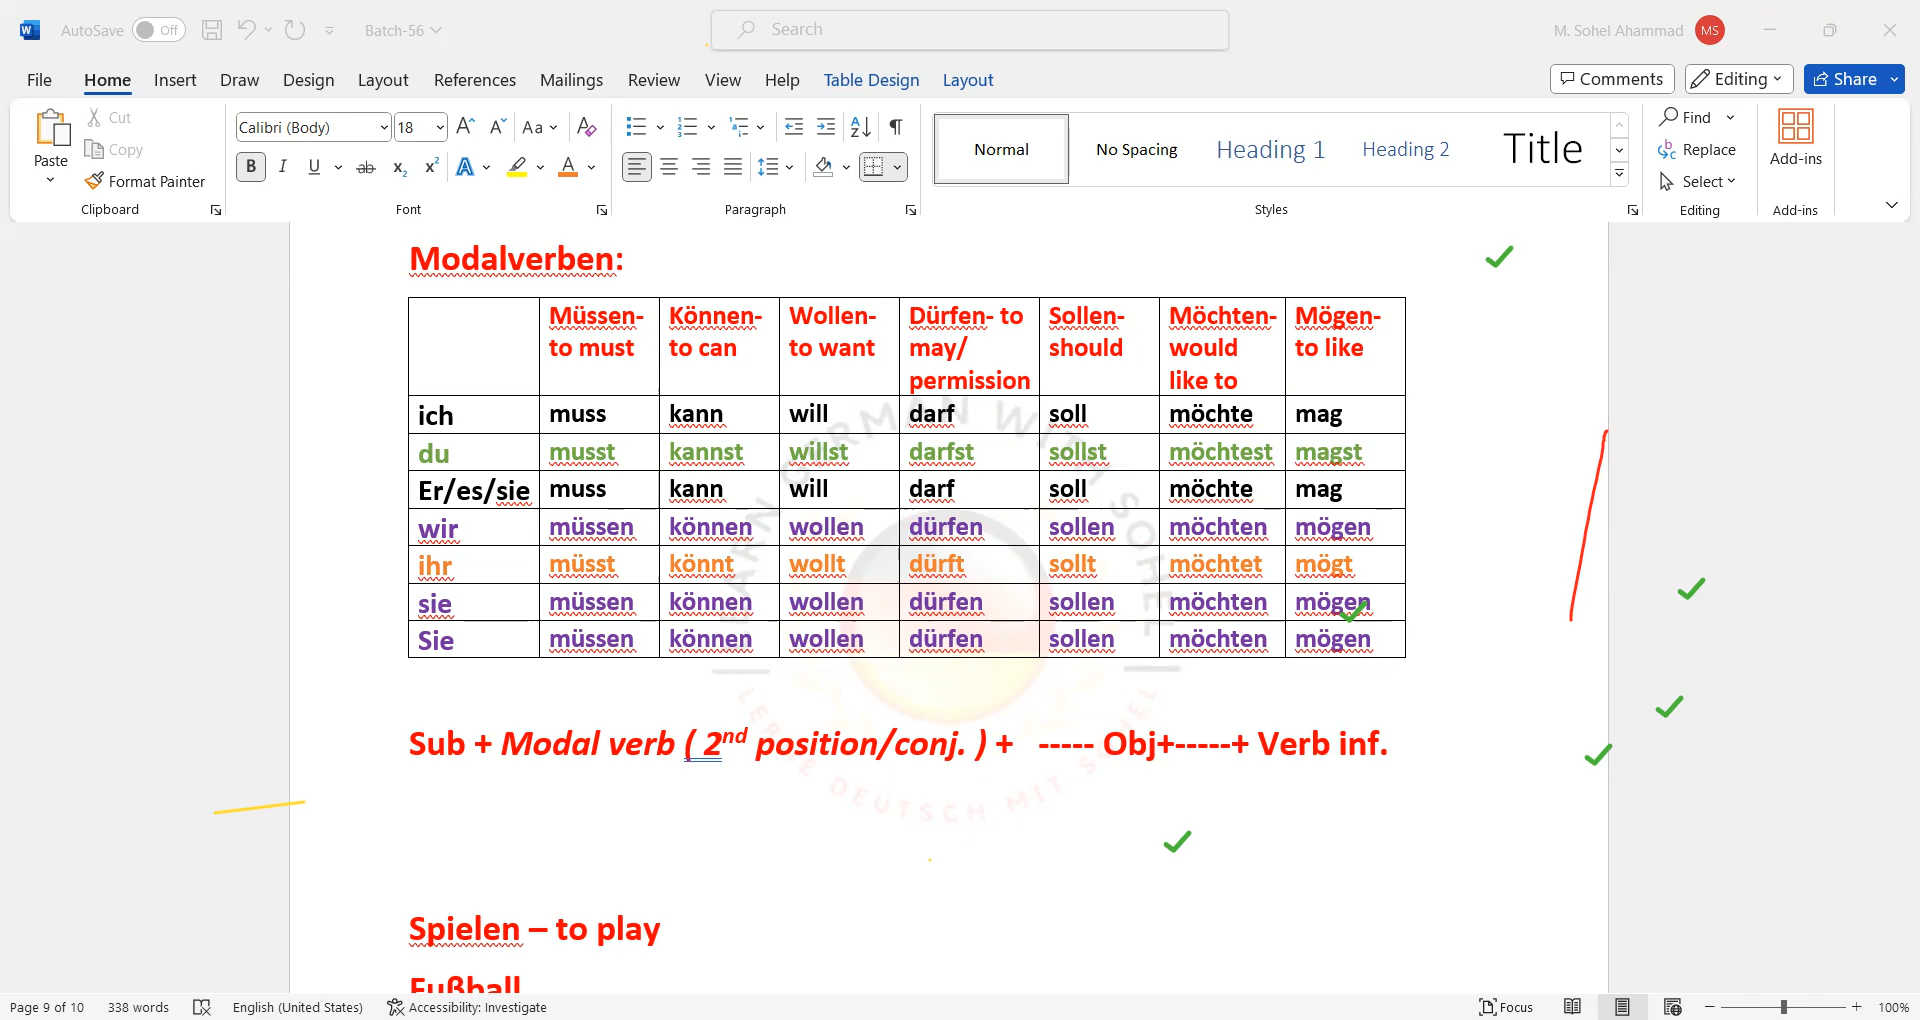 AutoSave Off Batch-56 Search M. Sohel Ahammad MS
File Home Insert Draw Design Layout References Mailings Review View Help Table Design Layout Comments Editing Share
Paste Cut Copy Format Painter
Calibri (Body) 18
Normal No Spacing Heading 1 Heading 2 Title
Find Replace Select Add-ins
Clipboard Font Paragraph Styles Editing Add-ins
Modalverben:
Müssen- to must Können- to can Wollen- to want Dürfen- to may/ permission Sollen- should Möchten- would like to Mögen- to like
ich muss kann will darf soll möchte mag
du musst kannst willst darfst sollst möchtest magst
Er/es/sie muss kann will darf soll möchte mag
wir müssen können wollen dürfen sollen möchten mögen
ihr müsst könnt wollt dürft sollt möchtet mögt
sie müssen können wollen dürfen sollen möchten mögen
Sie müssen können wollen dürfen sollen möchten mögen
LEARN GERMAN WITH SOHEL
LERNE DEUTSCH MIT SOHEL
Sub + Modal verb ( 2nd position/conj. ) + ----- Obj+-----+ Verb inf.
Spielen – to play
Fußball
Page 9 of 10 338 words English (United States) Accessibility: Investigate Focus 100%